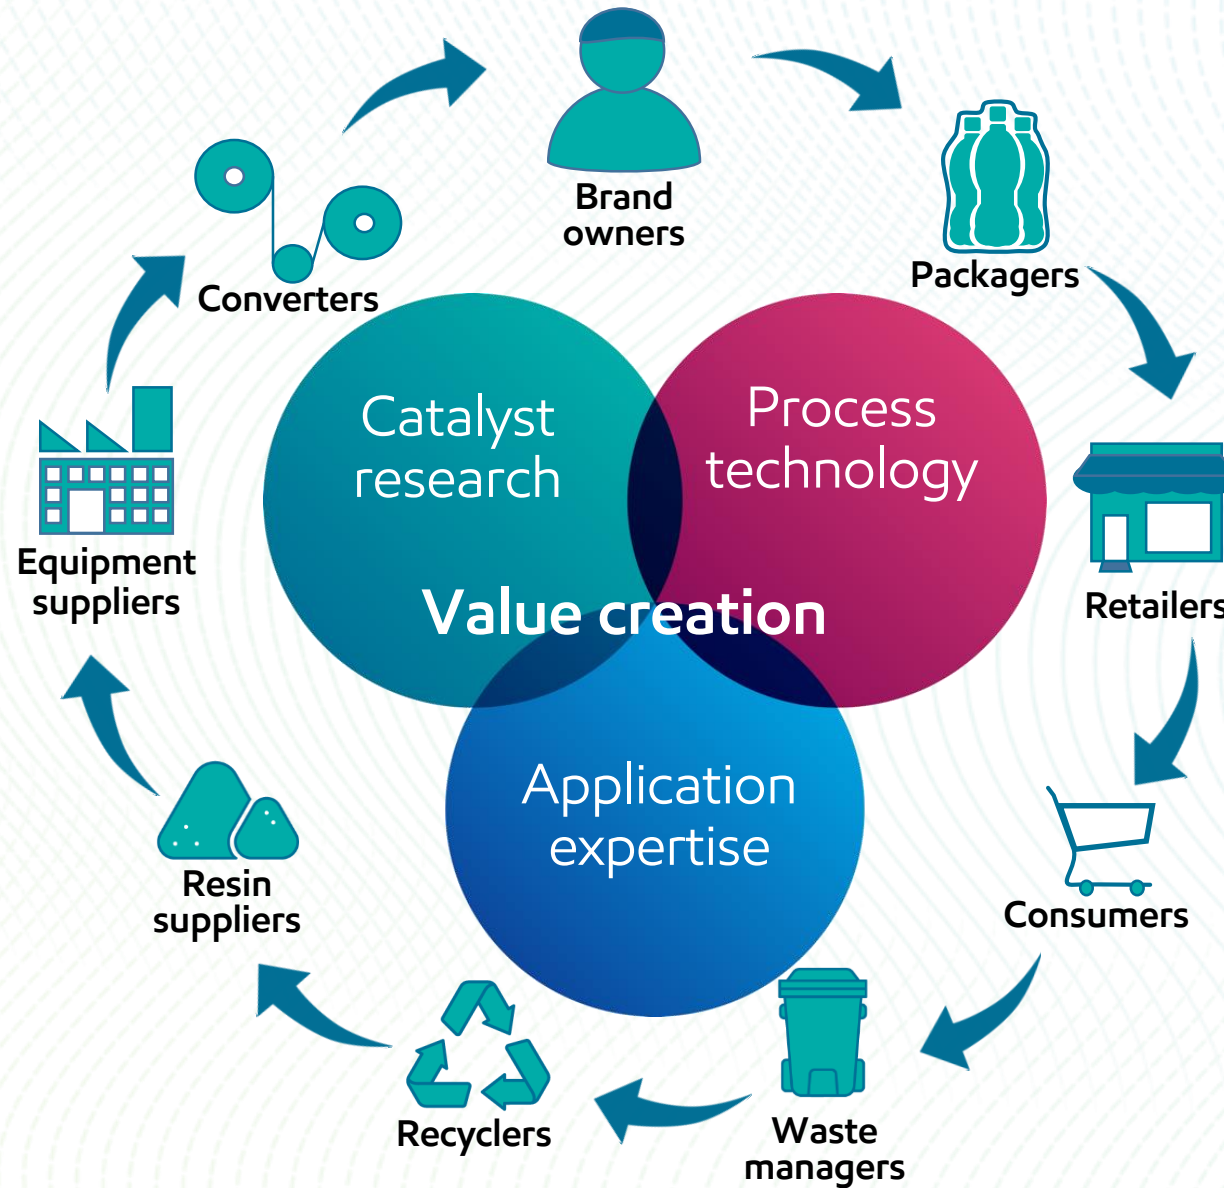 Brand
owners
Packagers
Converters
Catalyst
research
Process
technology
Equipment
suppliers
Retailers
Value creation
Application
expertise
Resin
suppliers
Consumers
Recyclers
Waste
managers